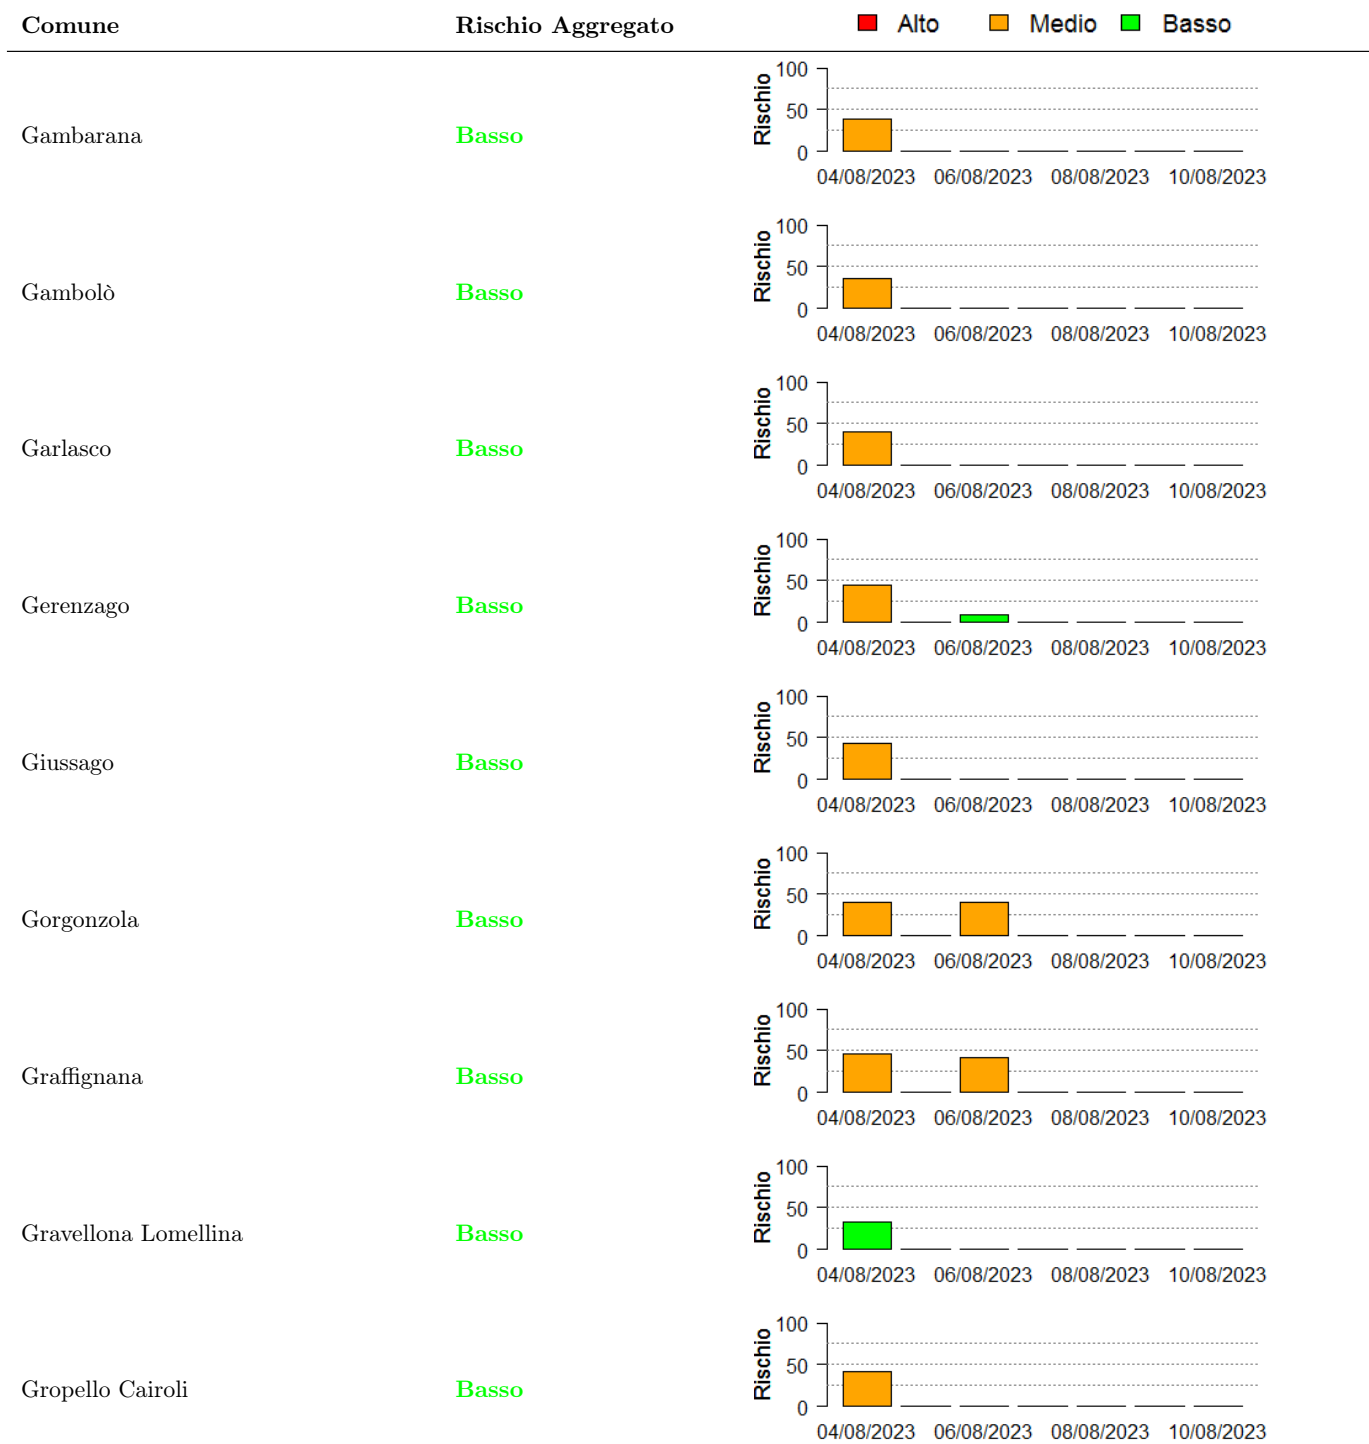 Comune Rischio Aggregato Alto Medio Basso
Gambarana Basso Rischio 100 50 0
04/08/2023 06/08/2023 08/08/2023 10/08/2023
Gambolò Basso Rischio 100 50 0
04/08/2023 06/08/2023 08/08/2023 10/08/2023
Garlasco Basso Rischio 100 50 0
04/08/2023 06/08/2023 08/08/2023 10/08/2023
Gerenzago Basso Rischio 100 50 0
04/08/2023 06/08/2023 08/08/2023 10/08/2023
Giussago Basso Rischio 100 50 0
04/08/2023 06/08/2023 08/08/2023 10/08/2023
Gorgonzola Basso Rischio 100 50 0
04/08/2023 06/08/2023 08/08/2023 10/08/2023
Graffignana Basso Rischio 100 50 0
04/08/2023 06/08/2023 08/08/2023 10/08/2023
Gravellona Lomellina Basso Rischio 100 50 0
04/08/2023 06/08/2023 08/08/2023 10/08/2023
Gropello Cairoli Basso Rischio 100 50 0
04/08/2023 06/08/2023 08/08/2023 10/08/2023